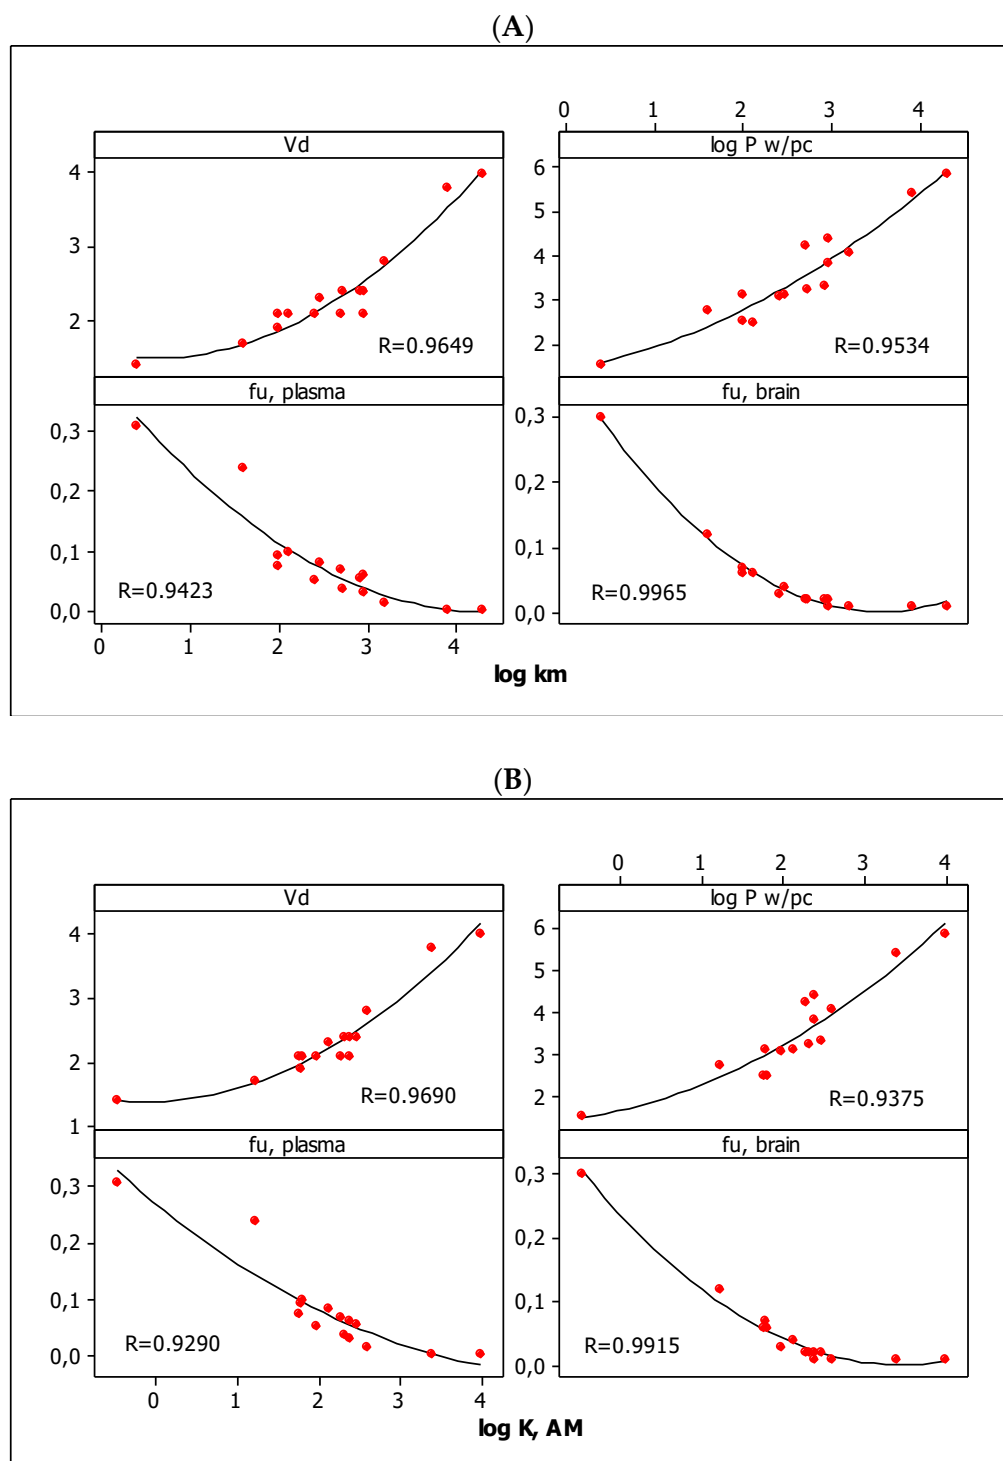 (A)
0 1 2 3 4
Vd log P w/pc
4
3
2
R=0.9649
6
5
4
3
2
R=0.9534
fu, plasma fu, brain
0,3
0,2
0,1
0,0
R=0.9423
0,3
0,2
0,1
0,0
R=0.9965
0 1 2 3 4
log km
(B)
0 1 2 3 4
Vd log P w/pc
4
3
2
1
R=0.9690
6
5
4
3
2
R=0.9375
fu, plasma fu, brain
0,3
0,2
0,1
0,0
R=0.9290
0,3
0,2
0,1
0,0
R=0.9915
0 1 2 3 4
log K, AM